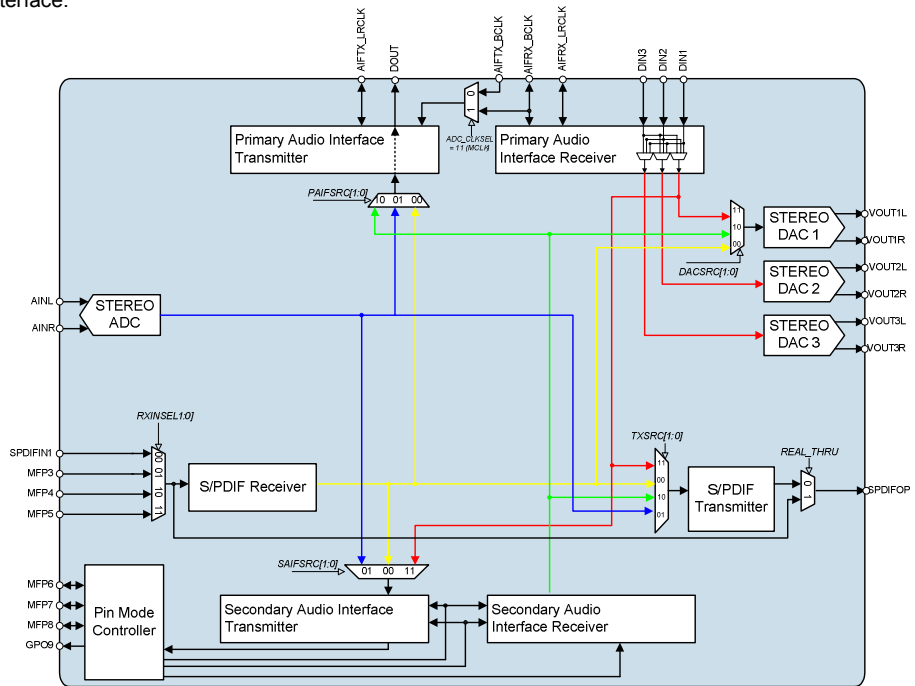 terface.
AIFTX_LRCLK
DOUT
AIFTX_BCLK
AIFRX_BCLK
AIFRX_LRCLK
DIN3
DIN2
DIN1
1 0
ADC_CLKSEL
= 11 (MCLK)
Primary Audio Interface
Transmitter
Primary Audio
Interface Receiver
PAIFSRC[1:0]
10 01 00
11
10
00
DACSRC[1:0]
STEREO
DAC 1
VOUT1L
VOUT1R
STEREO
DAC 2
VOUT2L
VOUT2R
STEREO
DAC 3
VOUT3L
VOUT3R
AINL
AINR
STEREO
ADC
RXINSEL1:0]
SPDIFIN1
MFP3
MFP4
MFP5
00 01 10 11
S/PDIF Receiver
TXSRC[1:0]
11
00
10
01
S/PDIF
Transmitter
REAL_THRU
0 1
SPDIFOP
SAIFSRC[1:0]
01 00 11
MFP6
MFP7
MFP8
GPO9
Pin Mode
Controller
Secondary Audio Interface
Transmitter
Secondary Audio
Interface Receiver